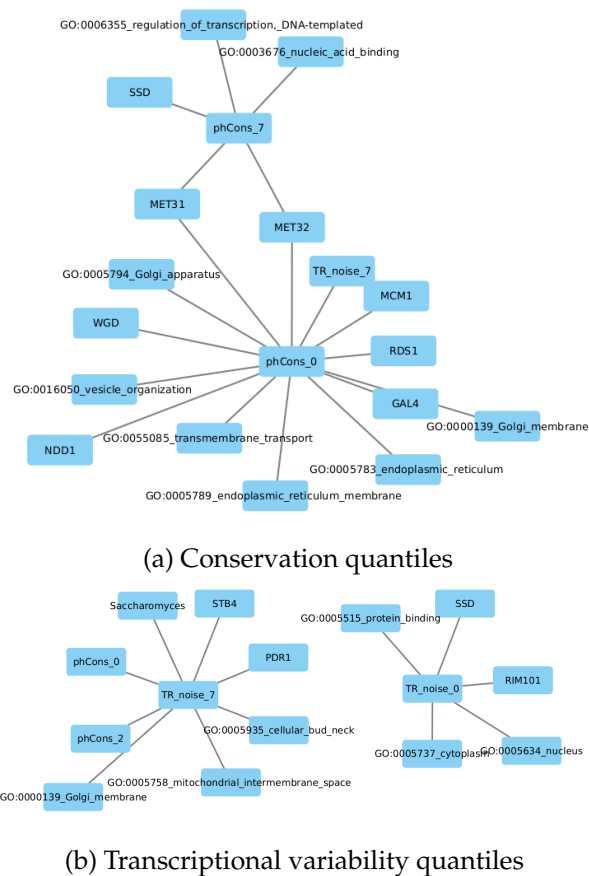 GO:0006355_regulation_of_transcription,_DNA-templated
GO:0003676_nucleic_acid_binding
SSD
phCons_7
MET31
MET32
GO:0005794_Golgi_apparatus
TR_noise_7
MCM1
WGD
RDS1
phCons_0
GO:0016050_vesicle_organization
GAL4
GO:0000139_Golgi_membrane
GO:0055085_transmembrane_transport
NDD1
GO:0005783_endoplasmic_reticulum
GO:0005789_endoplasmic_reticulum_membrane
(a) Conservation quantiles
Saccharomyces
STB4
phCons_0
PDR1
TR_noise_7
phCons_2
GO:0005935_cellular_bud_neck
GO:0005758_mitochondrial_intermembrane_space
GO:0000139_Golgi_membrane
SSD
GO:0005515_protein_binding
RIM101
TR_noise_0
GO:0005737_cytoplasm
GO:0005634_nucleus
(b) Transcriptional variability quantiles